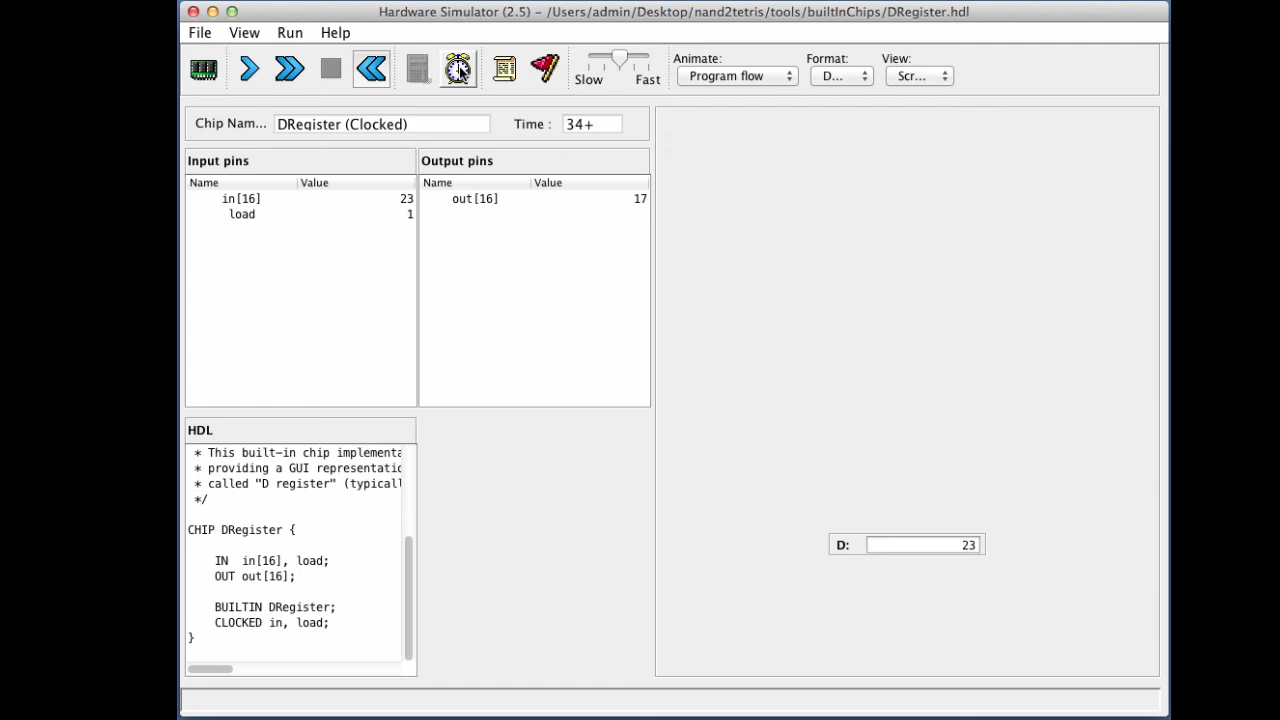 Hardware Simulator (2.5) – /Users/admin/Desktop/nand2tetris/tools/builtInChips/DRegister.hdl
File View Run Help
Slow Fast
Animate: Format: View:
Program flow D... Scr...
Chip Nam... DRegister (Clocked) Time : 34+
Input pins Output pins
Name Value Name Value
in[16] 23 out[16] 17
load 1
HDL
* This built-in chip implementa
* providing a GUI representatio
* called "D register" (typicall
*/
CHIP DRegister {
IN in[16], load;
OUT out[16];
BUILTIN DRegister;
CLOCKED in, load;
}
D: 23